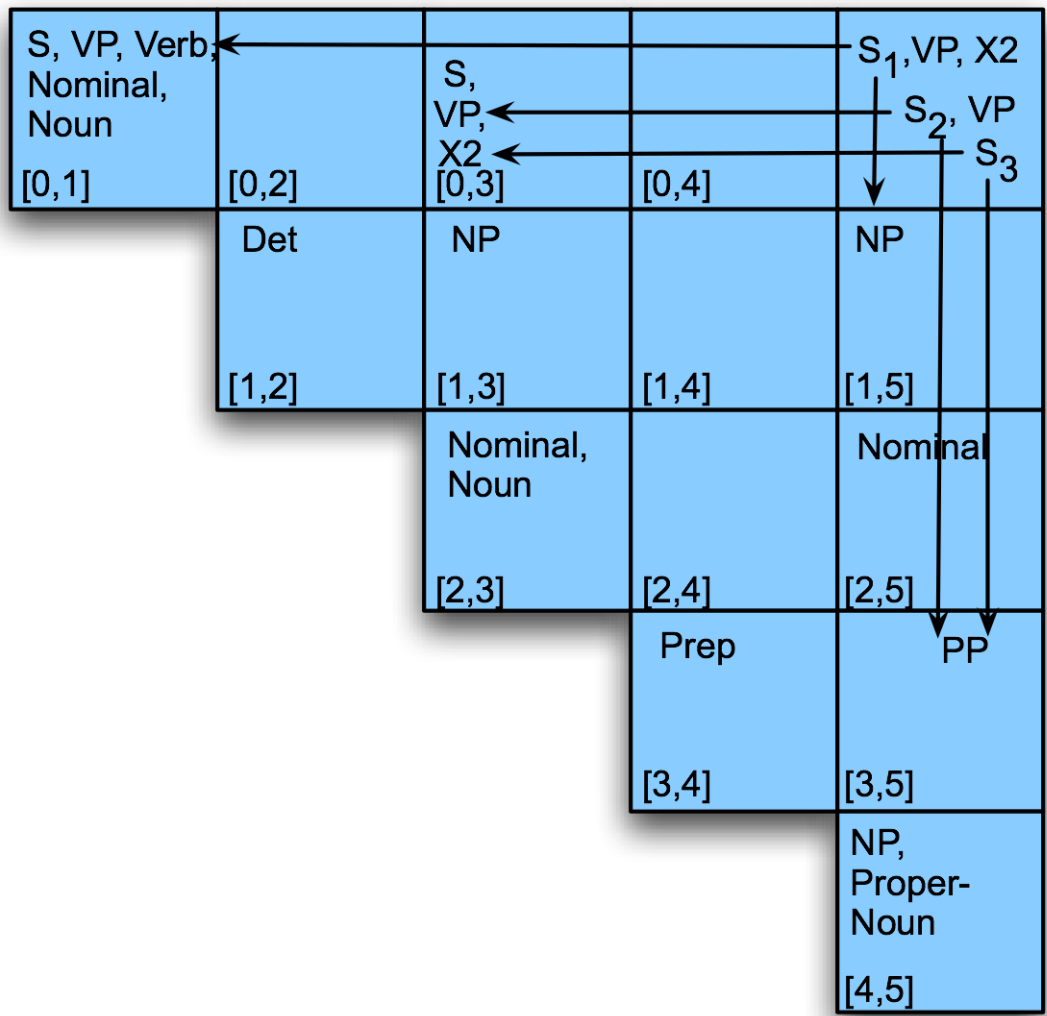 S, VP, Verb,
Nominal,
Noun
[0,1]
[0,2]
S,
VP,
X2
[0,3]
[0,4]
S1,VP, X2
S2, VP
S3
Det
[1,2]
NP
[1,3]
[1,4]
NP
[1,5]
Nominal,
Noun
[2,3]
[2,4]
Nominal
[2,5]
Prep
[3,4]
PP
[3,5]
NP,
Proper-
Noun
[4,5]